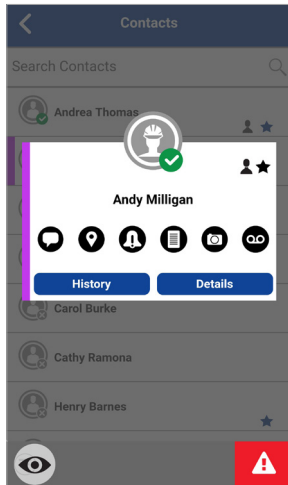 Contacts
Search Contacts
Andrea Thomas
Andy Milligan
History
Details
Carol Burke
Cathy Ramona
Henry Barnes